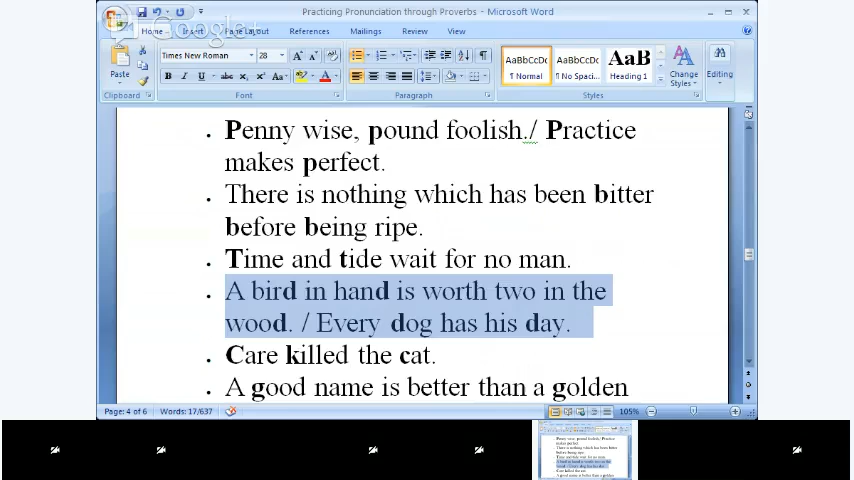 Practicing Pronunciation through Proverbs - Microsoft Word
Home Insert Page Layout References Mailings Review View
Times New Roman 28
AaBbCcDc AaBbCcDc AaB
Paste
¶ Normal ¶ No Spaci... Heading 1 Change Styles Editing
Clipboard Font Paragraph Styles
Penny wise, pound foolish./ Practice
makes perfect.
There is nothing which has been bitter
before being ripe.
Time and tide wait for no man.
A bird in hand is worth two in the
wood. / Every dog has his day.
Care killed the cat.
A good name is better than a golden
Page: 4 of 6 Words: 17/637 105%